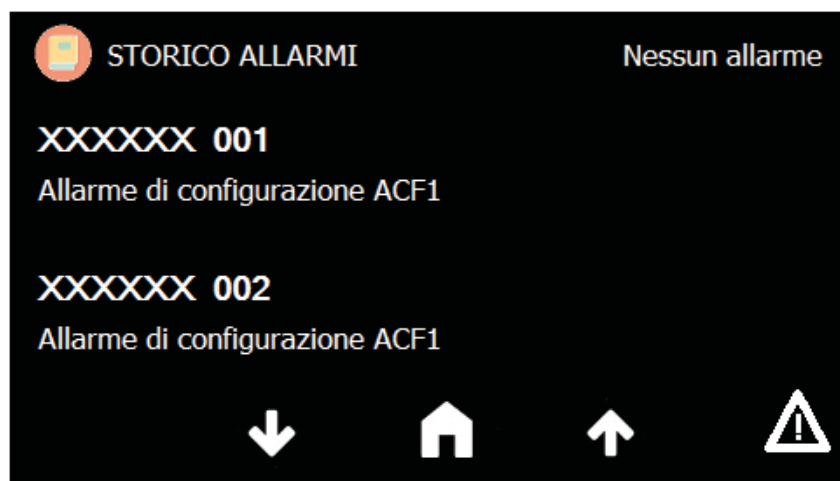 STORICO ALLARMI Nessun allarme
XXXXXX 001
Allarme di configurazione ACF1
XXXXXX 002
Allarme di configurazione ACF1